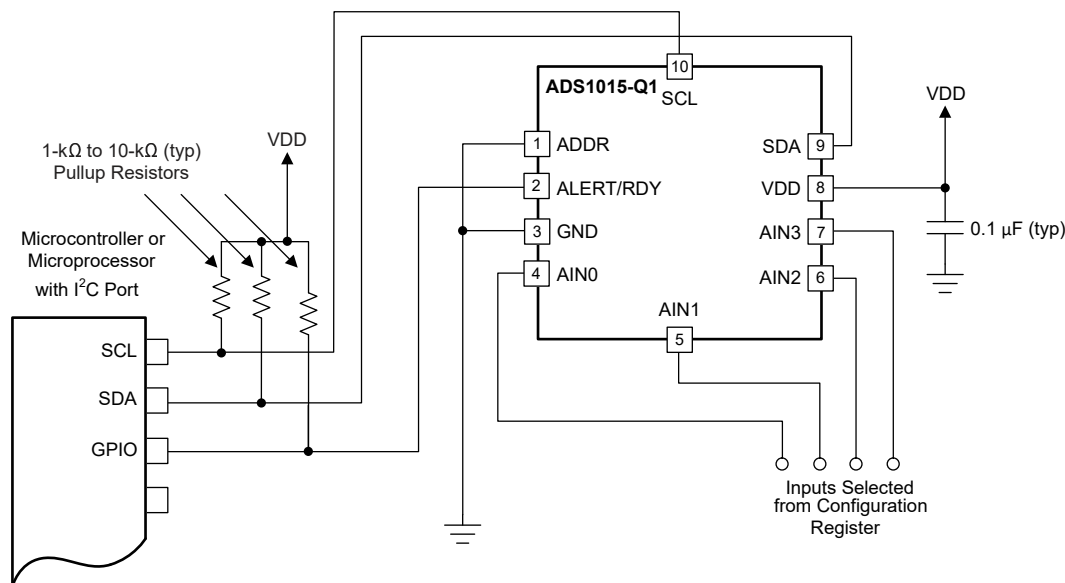 10
ADS1015-Q1
SCL
VDD
1-kΩ to 10-kΩ (typ)
Pullup Resistors
VDD
1
ADDR
SDA
9
2
ALERT/RDY
VDD
8
Microcontroller or
Microprocessor
with I²C Port
3
GND
AIN3
7
0.1 μF (typ)
4
AIN0
AIN2
6
AIN1
5
SCL
SDA
GPIO
Inputs Selected
from Configuration
Register